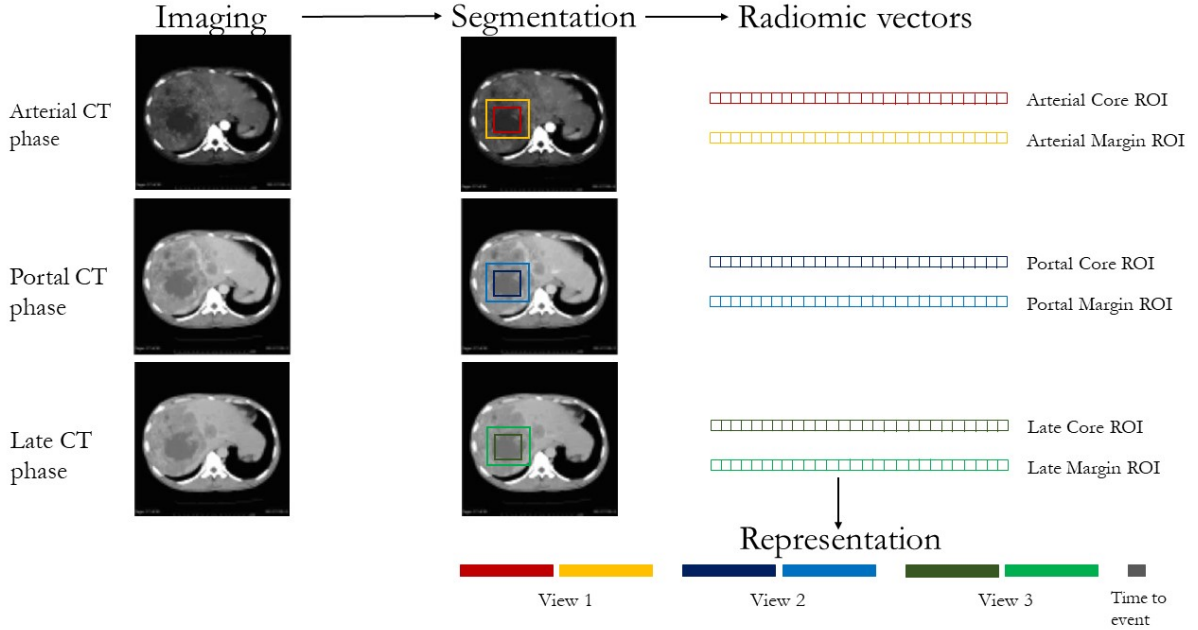 Imaging
Segmentation
Radiomic vectors
Arterial CT
phase
Arterial Core ROI
Arterial Margin ROI
Portal CT
phase
Portal Core ROI
Portal Margin ROI
Late CT
phase
Late Core ROI
Late Margin ROI
Representation
View 1
View 2
View 3
Time to
event